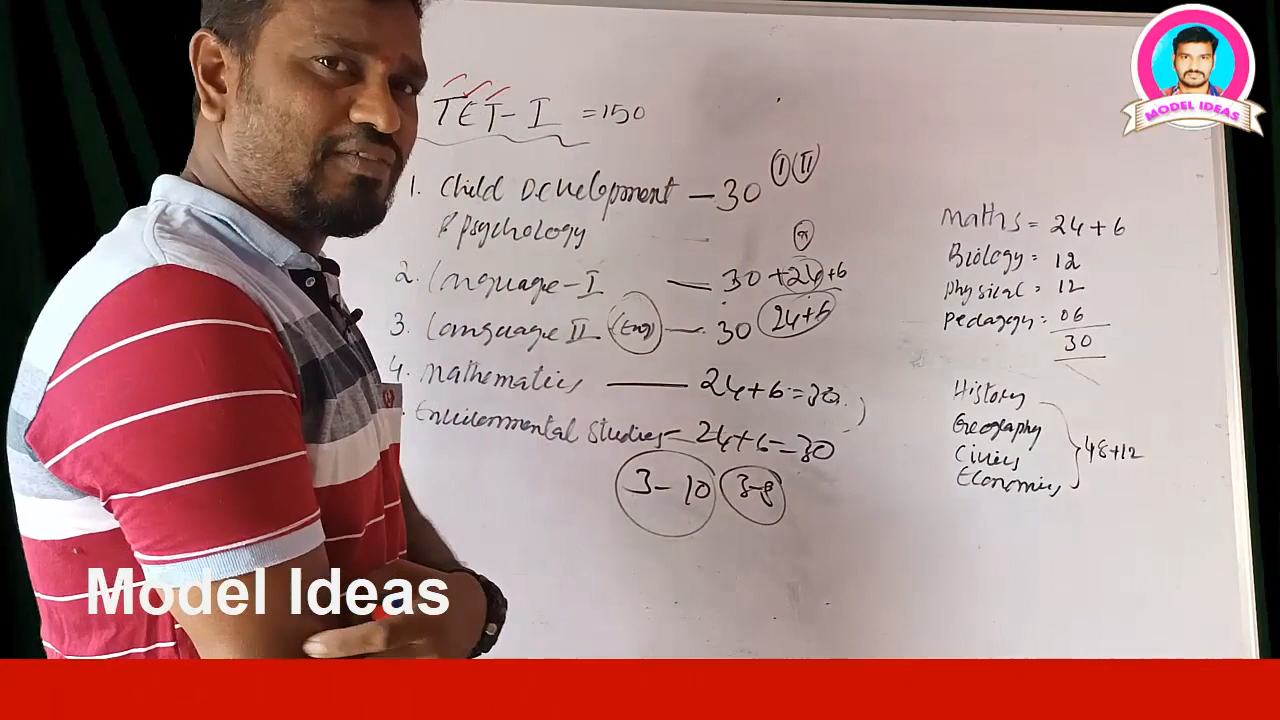 TET-I =150
1. Child Development — 30 (I) (II)
& Psychology
2. Language-I — 30 +24+6
3. Language II (Eng) — 30 24+6
4. Mathematics — 24+6=30
Environmental Studies = 24+6=30
3-10 3-8
Maths = 24+6
Biology = 12
Physical = 12
Pedagogy = 06
30
History
Geography
Civics
Economics
48+12
MODEL IDEAS
Model Ideas